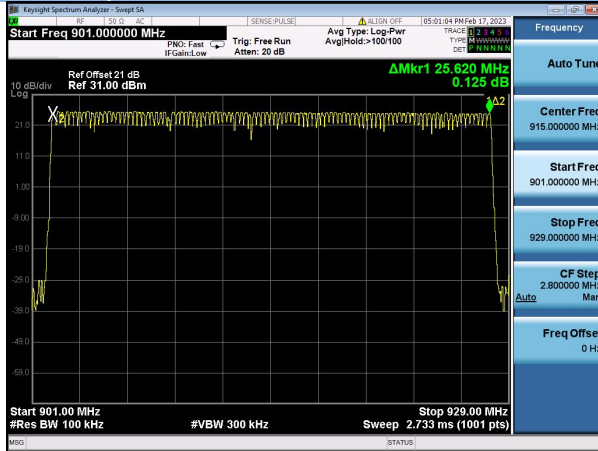 Keysight Spectrum Analyzer - Swept SA
RF 50 Ω AC SENSE:PULSE ALIGN OFF 05:01:04 PM Feb 17, 2023
Start Freq 901.000000 MHz
PNO: Fast
IFGain:Low
Trig: Free Run
Atten: 20 dB
Avg Type: Log-Pwr
Avg|Hold:>100/100
TRACE 1 2 3 4 5 6
TYPE MWWWWW
DET P N N N N N
Frequency
Auto Tune
Center Freq
915.000000 MHz
Start Freq
901.000000 MHz
Stop Freq
929.000000 MHz
CF Step
2.800000 MHz
Auto Man
Freq Offset
0 Hz
ΔMkr1 25.620 MHz
0.125 dB
Ref Offset 21 dB
10 dB/div Ref 31.00 dBm
Log
X2
1Δ2
21.0
11.0
1.00
-9.00
-19.0
-29.0
-39.0
-49.0
-59.0
Start 901.00 MHz Stop 929.00 MHz
#Res BW 100 kHz #VBW 300 kHz Sweep 2.733 ms (1001 pts)
MSG STATUS